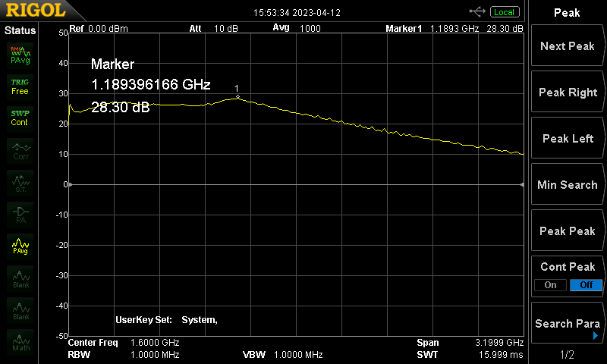 RIGOL
15:53:34 2023-04-12
Local
Peak
Status
Ref 0.00 dBm Att 10 dB Avg 1000 Marker1 1.1893 GHz 28.30 dB
Marker
1.189396166 GHz
28.30 dB
1
50
40
30
20
10
0
-10
-20
-30
-40
-50
PAvg
TRIG
Free
SWP
Cont
Corr
S.T.
P.A.
PAvg
Blank
Blank
Math
UserKey Set: System,
Center Freq 1.6000 GHz Span 3.1999 GHz
RBW 1.0000 MHz VBW 1.0000 MHz SWT 15.999 ms
Next Peak
Peak Right
Peak Left
Min Search
Peak Peak
Cont Peak
On Off
Search Para
1/2